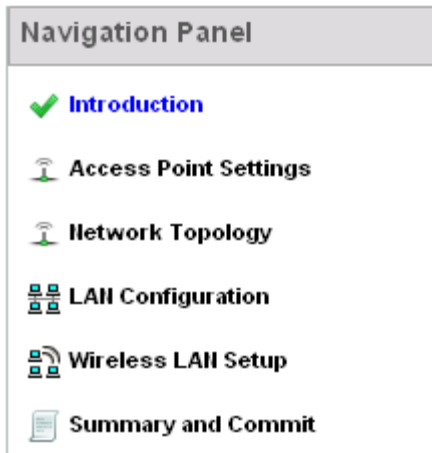 Navigation Panel
Introduction
Access Point Settings
Network Topology
LAN Configuration
Wireless LAN Setup
Summary and Commit